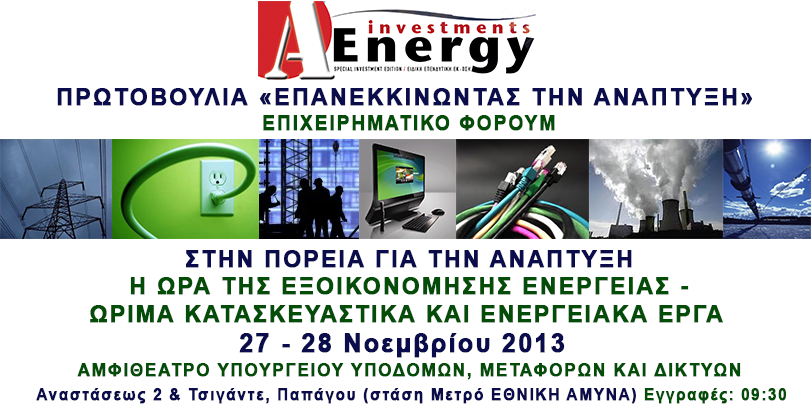 investments
A Energy
SPECIAL INVESTMENT EDITION / ΕΙΔΙΚΗ ΕΠΕΝΔΥΤΙΚΗ ΕΚ-ΔΟΣΗ
ΠΡΩΤΟΒΟΥΛΙΑ «ΕΠΑΝΕΚΚΙΝΩΝΤΑΣ ΤΗΝ ΑΝΑΠΤΥΞΗ»
ΕΠΙΧΕΙΡΗΜΑΤΙΚΟ ΦΟΡΟΥΜ
ΣΤΗΝ ΠΟΡΕΙΑ ΓΙΑ ΤΗΝ ΑΝΑΠΤΥΞΗ
Η ΩΡΑ ΤΗΣ ΕΞΟΙΚΟΝΟΜΗΣΗΣ ΕΝΕΡΓΕΙΑΣ -
ΩΡΙΜΑ ΚΑΤΑΣΚΕΥΑΣΤΙΚΑ ΚΑΙ ΕΝΕΡΓΕΙΑΚΑ ΕΡΓΑ
27 - 28 Νοεμβρίου 2013
ΑΜΦΙΘΕΑΤΡΟ ΥΠΟΥΡΓΕΙΟΥ ΥΠΟΔΟΜΩΝ, ΜΕΤΑΦΟΡΩΝ ΚΑΙ ΔΙΚΤΥΩΝ
Αναστάσεως 2 & Τσιγάντε, Παπάγου (στάση Μετρό ΕΘΝΙΚΗ ΑΜΥΝΑ) Εγγραφές: 09:30